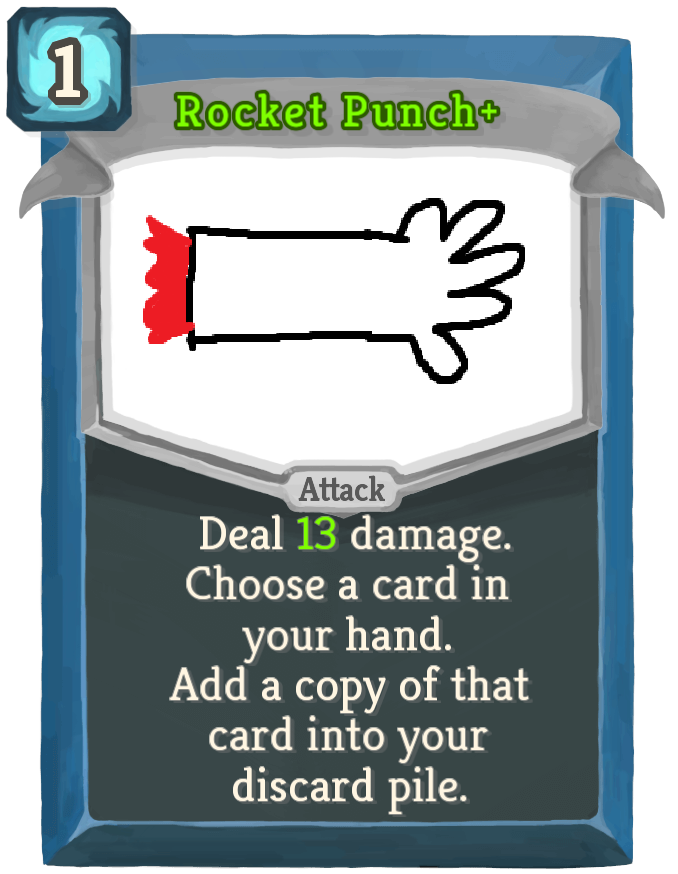 1
Rocket Punch+
Attack
Deal 13 damage.
Choose a card in
your hand.
Add a copy of that
card into your
discard pile.